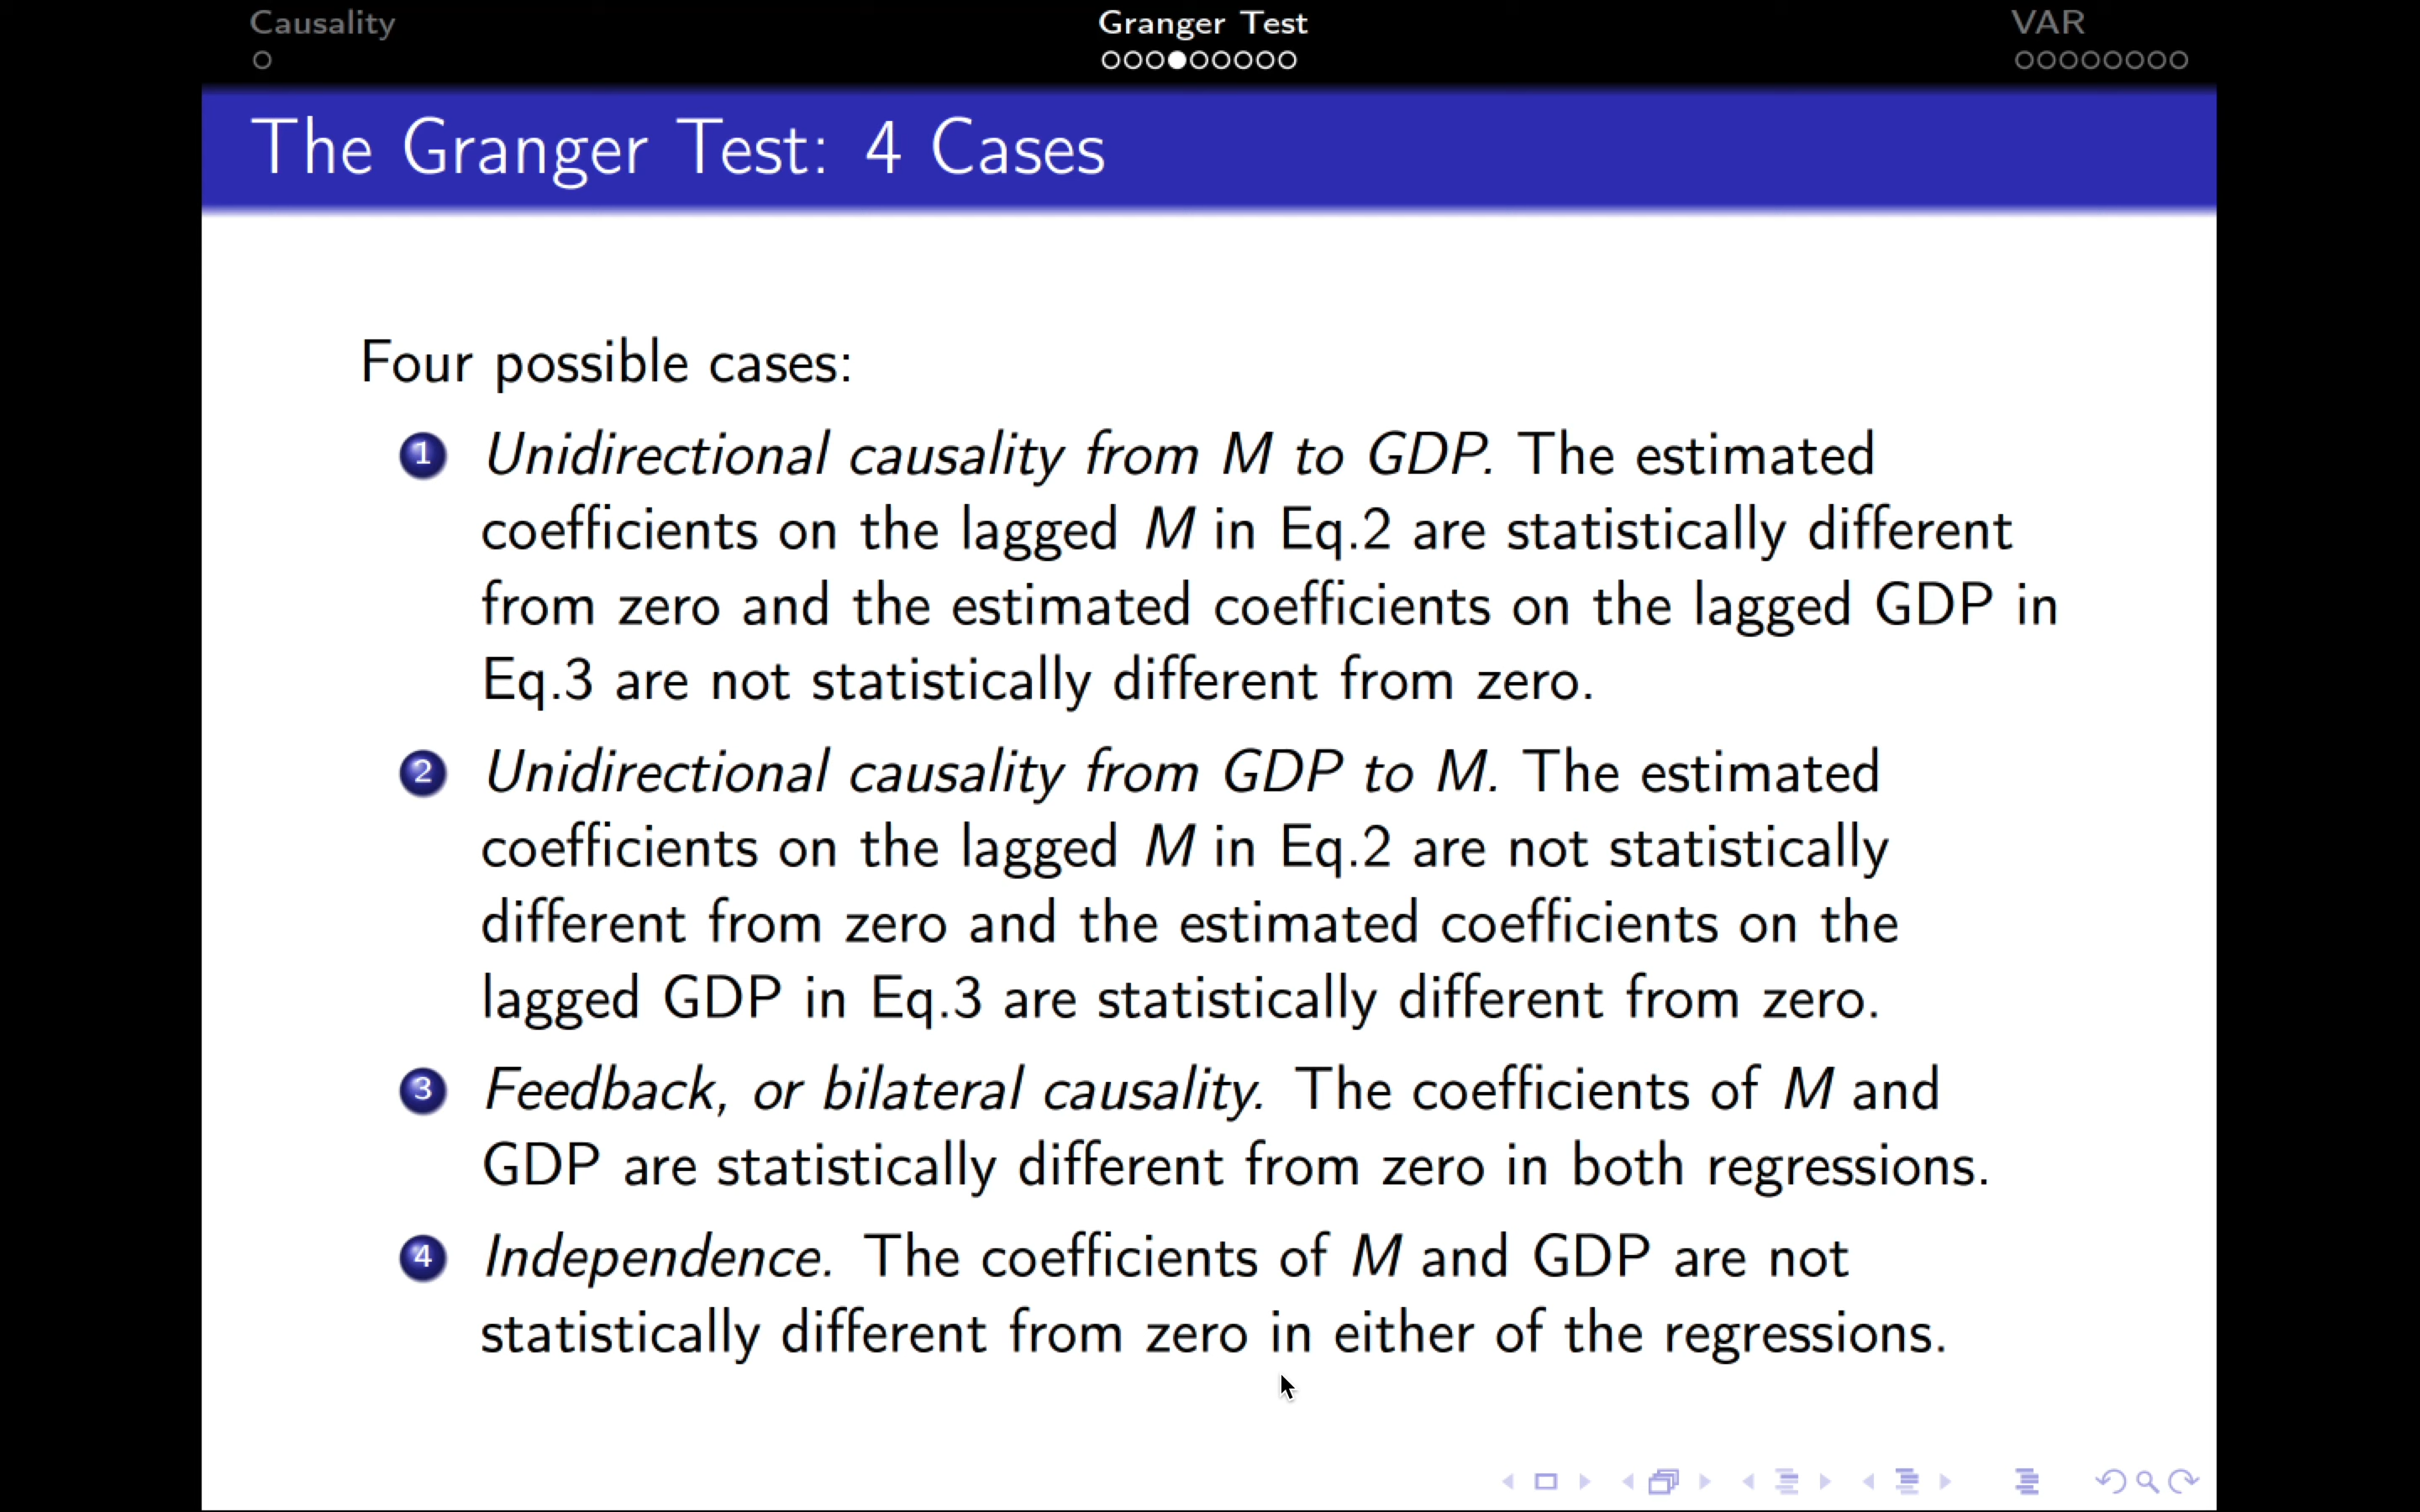 Causality
Granger Test
VAR
The Granger Test: 4 Cases
Four possible cases:
1 Unidirectional causality from M to GDP. The estimated
coefficients on the lagged M in Eq.2 are statistically different
from zero and the estimated coefficients on the lagged GDP in
Eq.3 are not statistically different from zero.
2 Unidirectional causality from GDP to M. The estimated
coefficients on the lagged M in Eq.2 are not statistically
different from zero and the estimated coefficients on the
lagged GDP in Eq.3 are statistically different from zero.
3 Feedback, or bilateral causality. The coefficients of M and
GDP are statistically different from zero in both regressions.
4 Independence. The coefficients of M and GDP are not
statistically different from zero in either of the regressions.